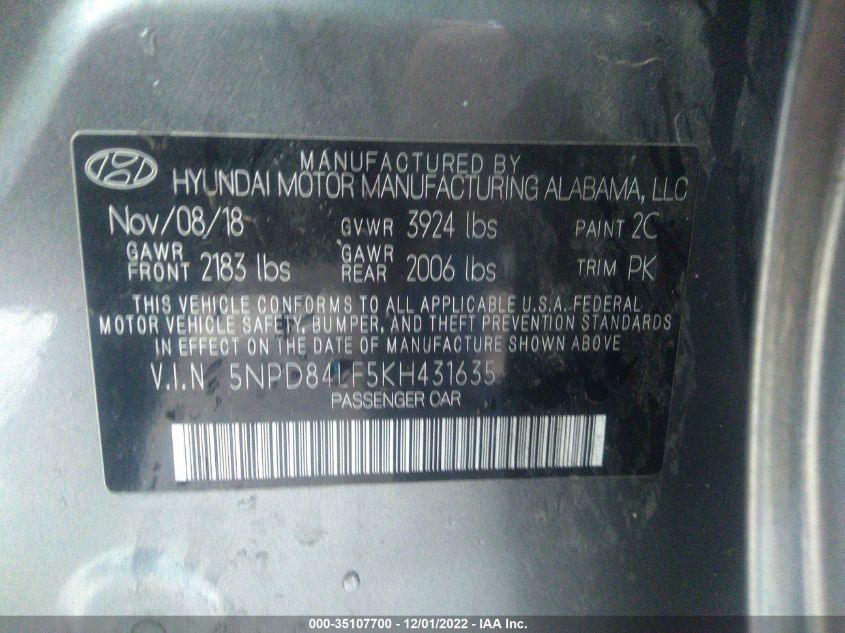 MANUFACTURED BY
HYUNDAI MOTOR MANUFACTURING ALABAMA, LLC
Nov/08/18 GVWR 3924 lbs PAINT 2C
GAWR FRONT 2183 lbs GAWR REAR 2006 lbs TRIM PK
THIS VEHICLE CONFORMS TO ALL APPLICABLE U.S.A. FEDERAL
MOTOR VEHICLE SAFETY, BUMPER, AND THEFT PREVENTION STANDARDS
IN EFFECT ON THE DATE OF MANUFACTURE SHOWN ABOVE
V.I.N 5NPD84LF5KH431635
PASSENGER CAR
000-35107700 - 12/01/2022 - IAA Inc.